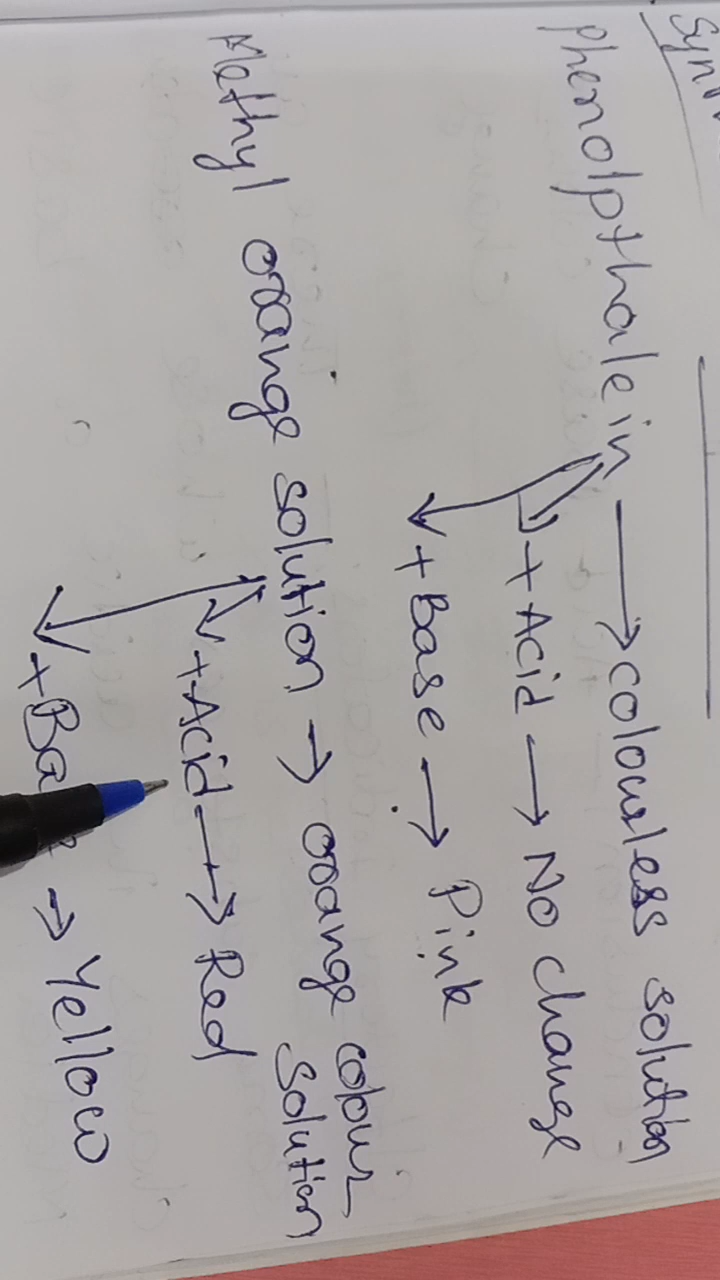 Phenolpthalein → colourless solution
+ Acid → No change
+ Base → Pink
Methyl orange solution → orange colour
solution
+ Acid → Red
→ Yellow